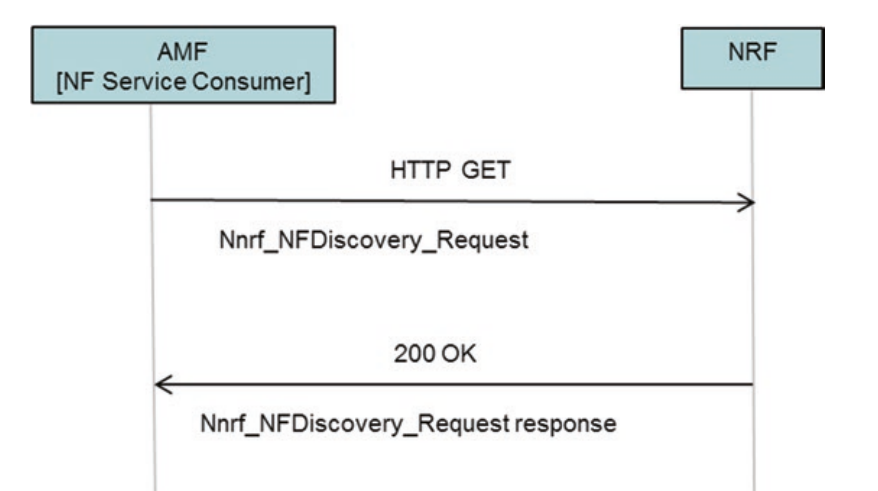 AMF
[NF Service Consumer]
NRF
HTTP GET
Nnrf_NFDiscovery_Request
200 OK
Nnrf_NFDiscovery_Request response